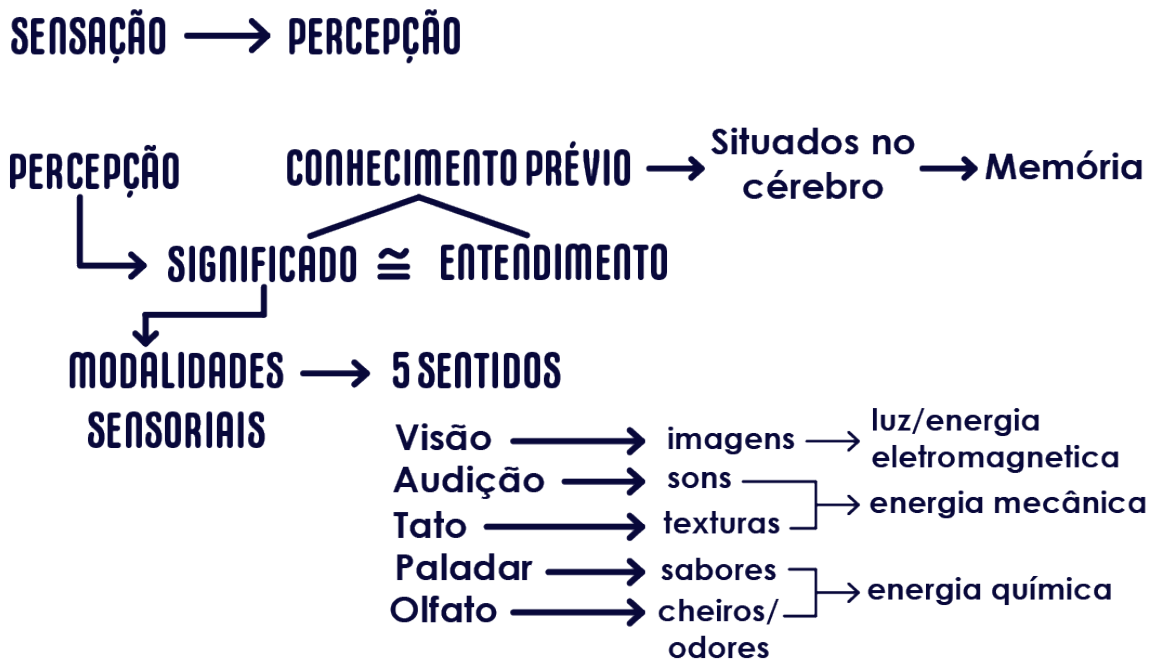 SENSAÇÃO → PERCEPÇÃO
PERCEPÇÃO
CONHECIMENTO PRÉVIO → Situados no
cérebro → Memória
SIGNIFICADO ≅ ENTENDIMENTO
MODALIDADES → 5 SENTIDOS
SENSORIAIS
Visão → imagens → luz/energia
eletromagnetica
Audição → sons
Tato → texturas
energia mecânica
Paladar → sabores
Olfato → cheiros/
odores
energia química